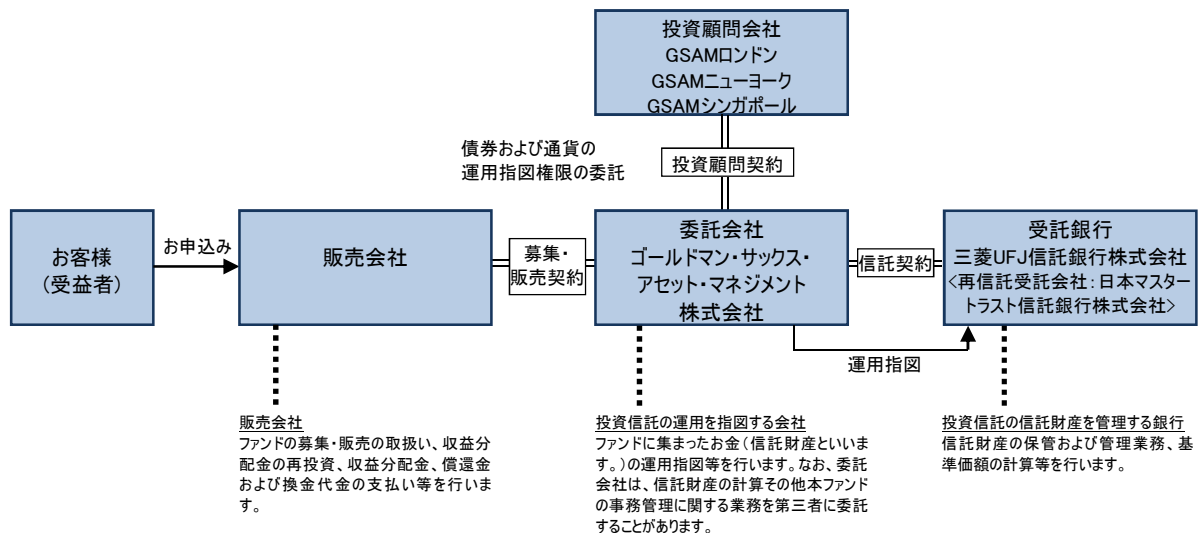 投資顧問会社
GSAMロンドン
GSAMニューヨーク
GSAMシンガポール
債券および通貨の
運用指図権限の委託
投資顧問契約
お客様
(受益者)
お申込み
販売会社
募集・
販売契約
委託会社
ゴールドマン・サックス・
アセット・マネジメント
株式会社
信託契約
受託銀行
三菱UFJ信託銀行株式会社
<再信託受託会社:日本マスター
トラスト信託銀行株式会社>
運用指図
販売会社
ファンドの募集・販売の取扱い、収益分
配金の再投資、収益分配金、償還金
および換金代金の支払い等を行いま
す。
投資信託の運用を指図する会社
ファンドに集まったお金(信託財産といいま
す。)の運用指図等を行います。なお、委託
会社は、信託財産の計算その他本ファンド
の事務管理に関する業務を第三者に委託
することがあります。
投資信託の信託財産を管理する銀行
信託財産の保管および管理業務、基
準価額の計算等を行います。